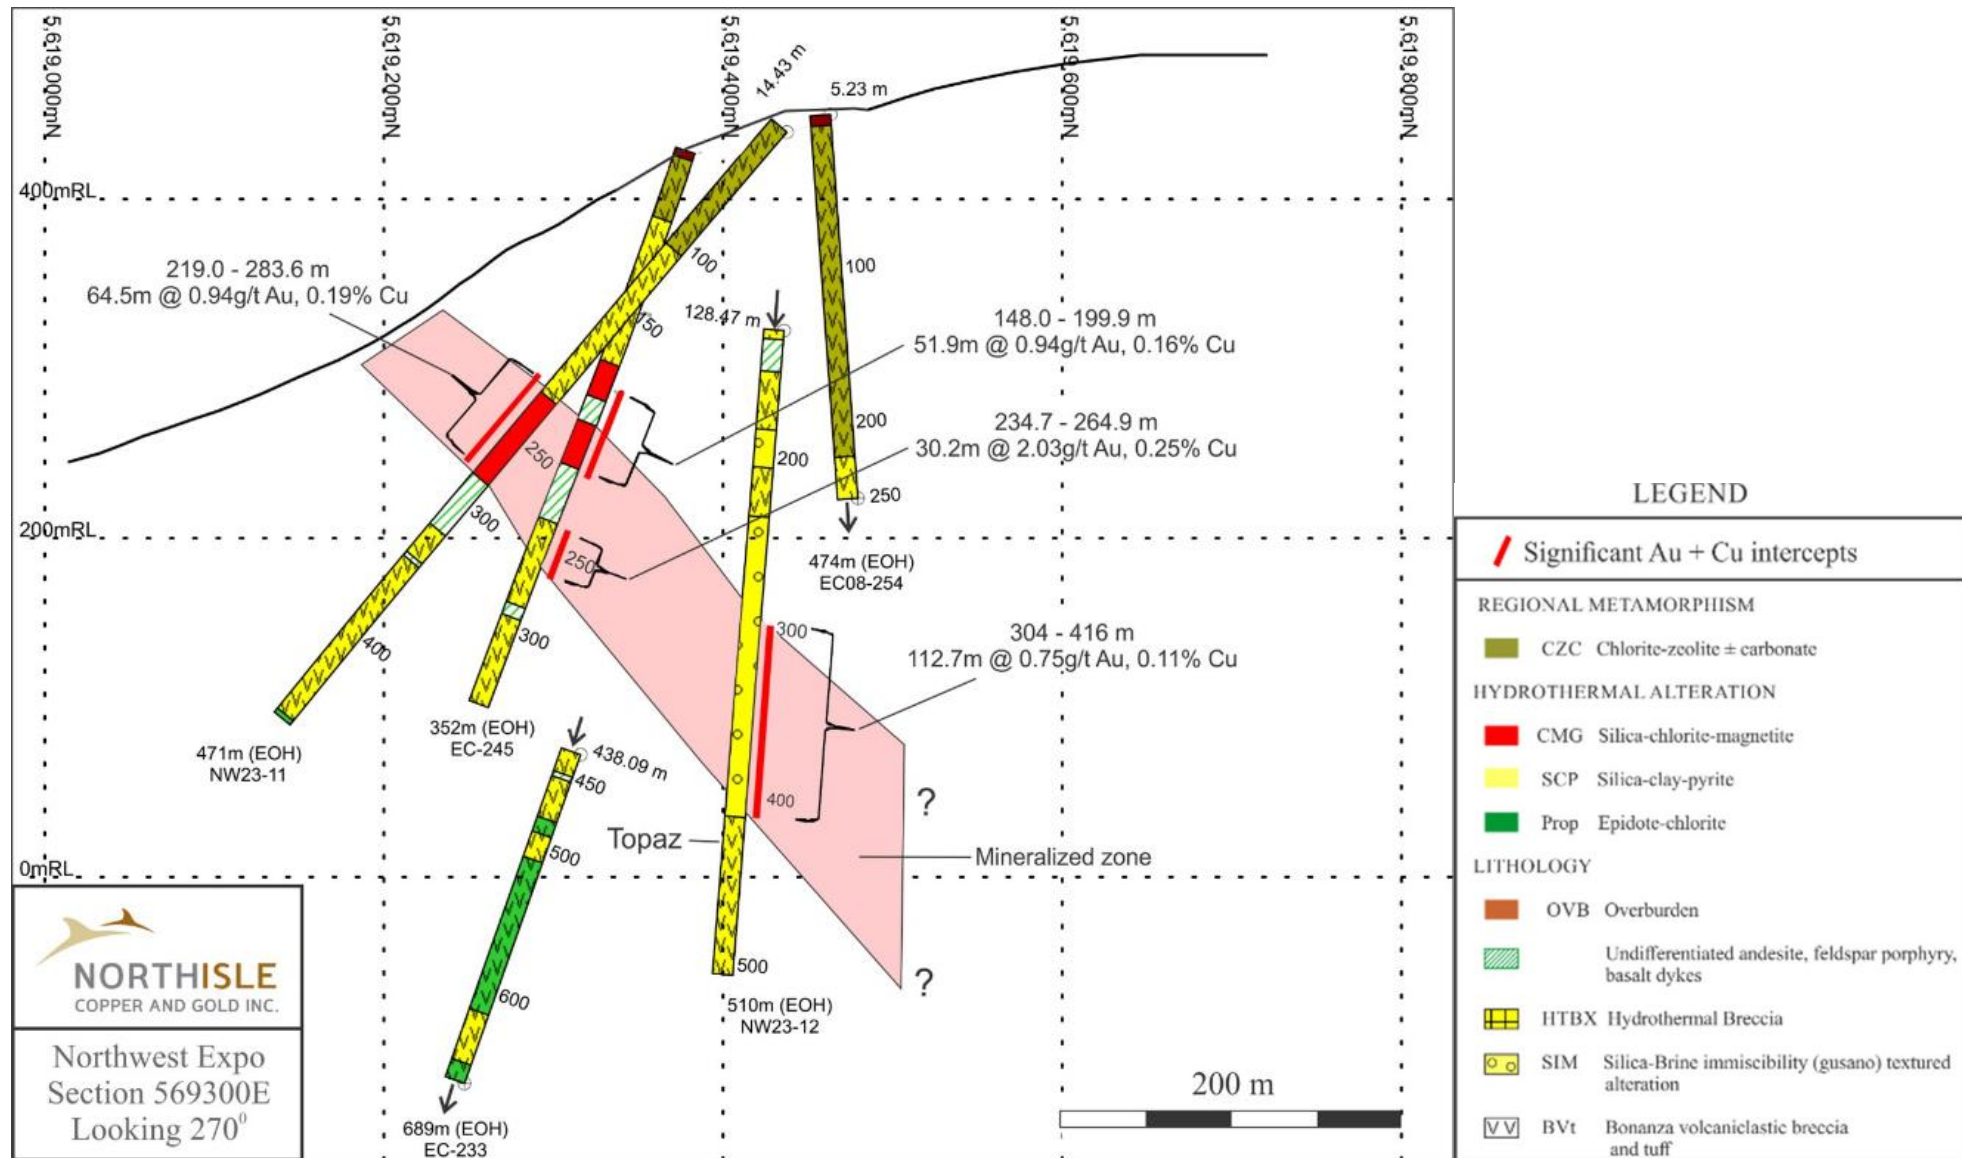 5,619,000mN
5,619,200mN
5,619,400mN
5,619,600mN
5,619,800mN
14.43 m
5.23 m
400mRL
219.0 - 283.6 m
64.5m @ 0.94g/t Au, 0.19% Cu
100
100
150
128.47 m
148.0 - 199.9 m
51.9m @ 0.94g/t Au, 0.16% Cu
200
234.7 - 264.9 m
30.2m @ 2.03g/t Au, 0.25% Cu
250
200
250
300
200mRL
250
474m (EOH)
EC08-254
300
300
304 - 416 m
112.7m @ 0.75g/t Au, 0.11% Cu
400
352m (EOH)
EC-245
471m (EOH)
NW23-11
438.09 m
450
400
?
Topaz
500
Mineralized zone
0mRL
500
?
600
510m (EOH)
NW23-12
689m (EOH)
EC-233
200 m
NORTHISLE
COPPER AND GOLD INC.
Northwest Expo
Section 569300E
Looking 270⁰
LEGEND
Significant Au + Cu intercepts
REGIONAL METAMORPHISM
CZC Chlorite-zeolite ± carbonate
HYDROTHERMAL ALTERATION
CMG Silica-chlorite-magnetite
SCP Silica-clay-pyrite
Prop Epidote-chlorite
LITHOLOGY
OVB Overburden
Undifferentiated andesite, feldspar porphyry,
basalt dykes
HTBX Hydrothermal Breccia
SIM Silica-Brine immiscibility (gusano) textured
alteration
BVt Bonanza volcaniclastic breccia
and tuff